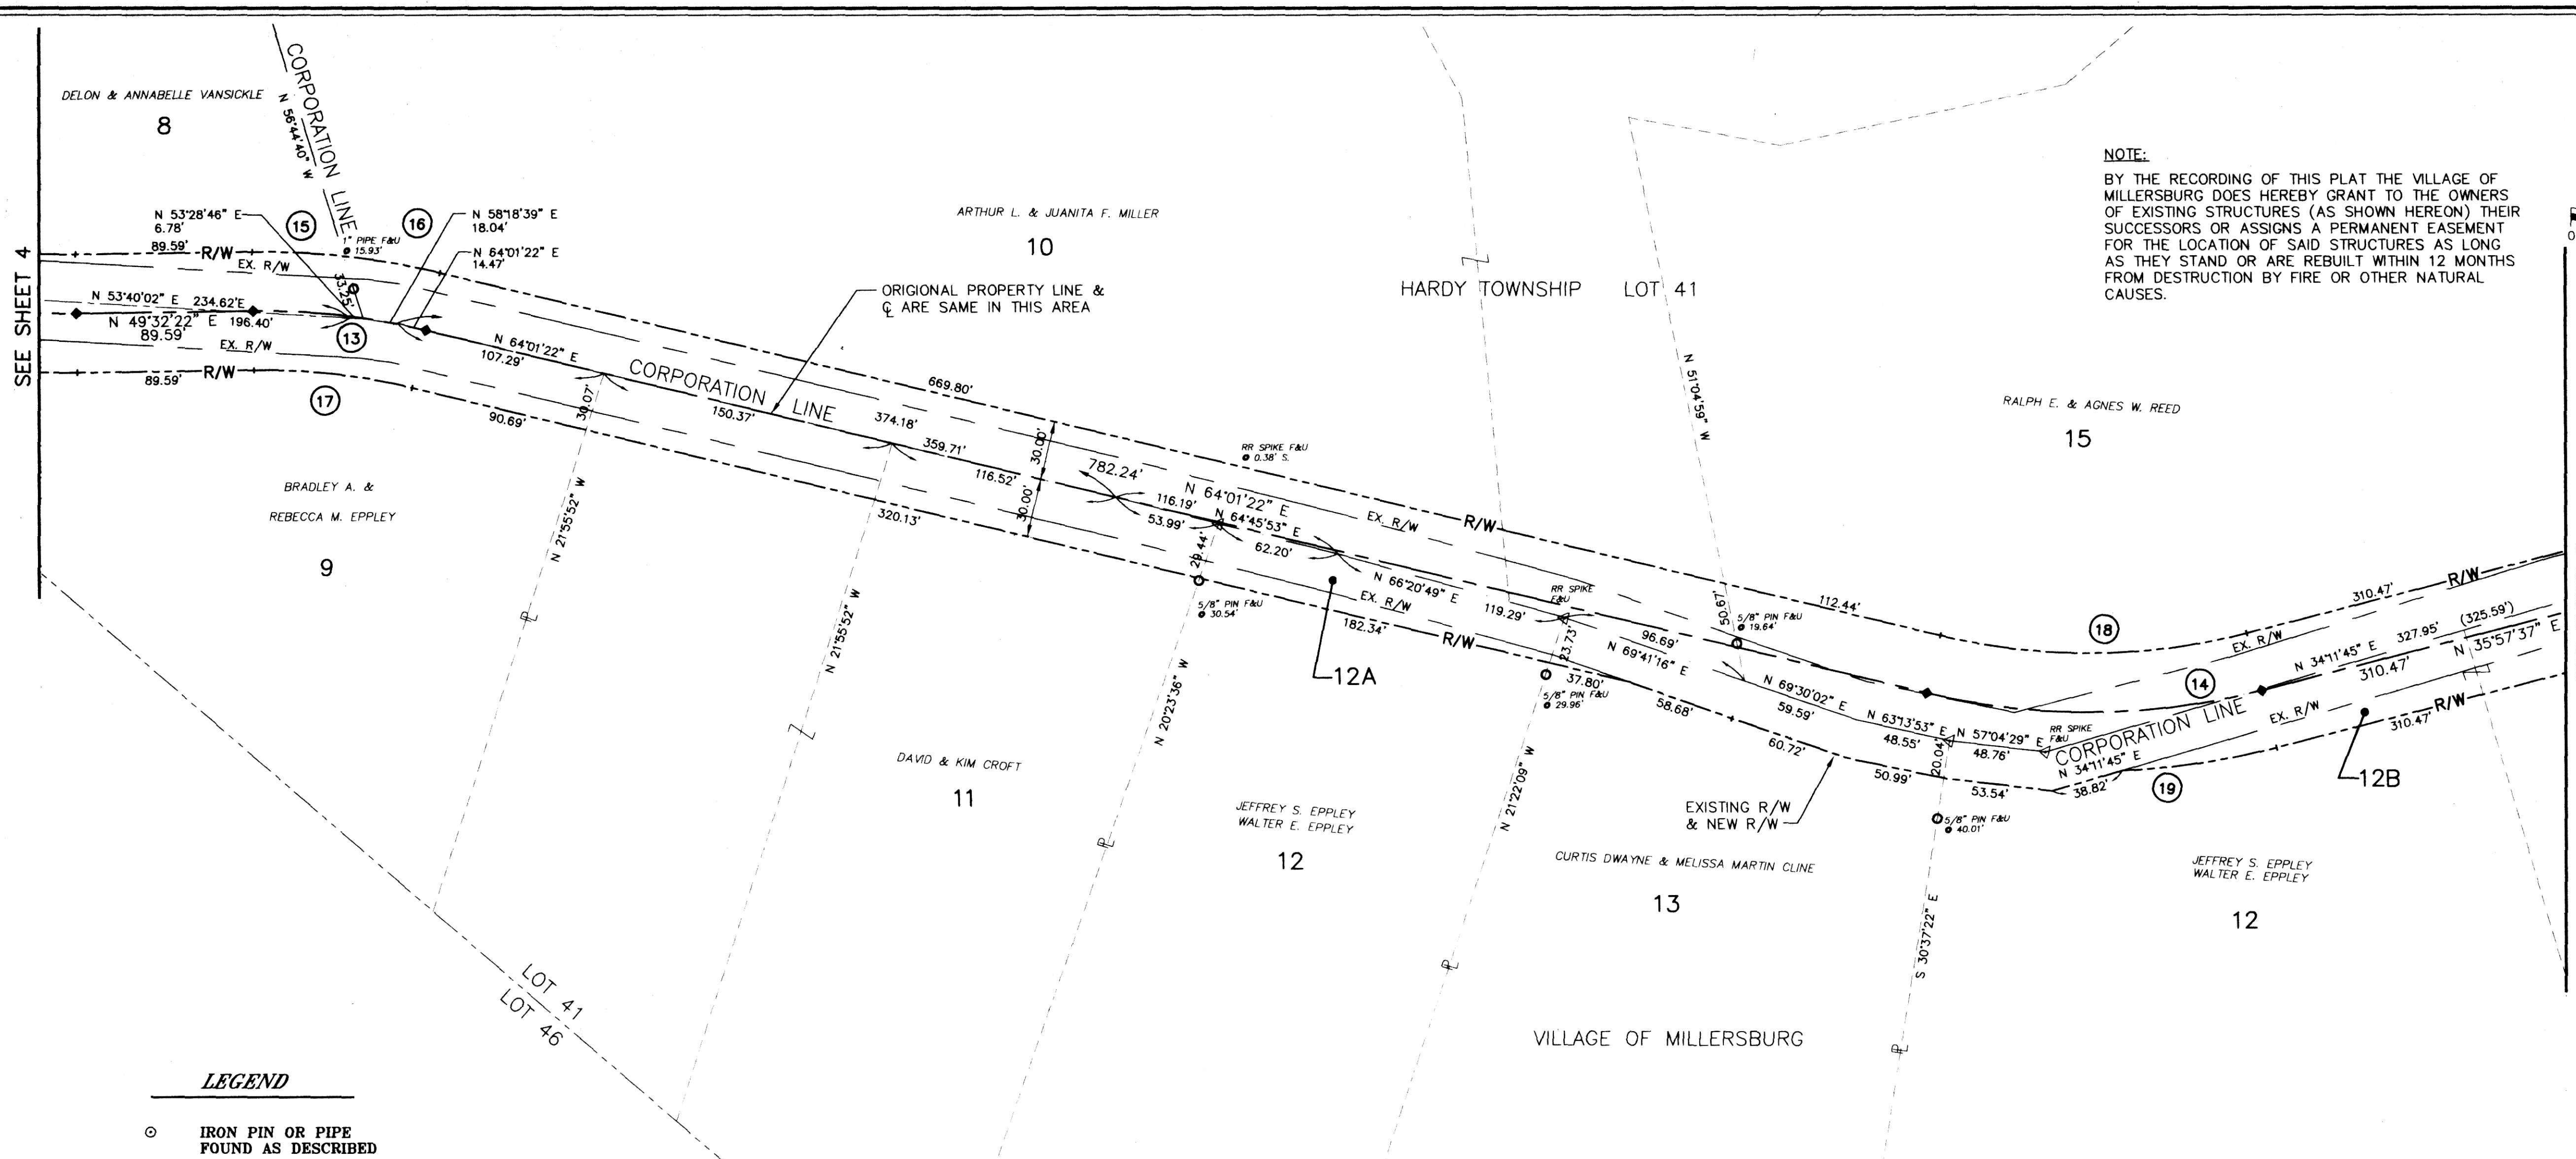 SEE SHEET 4
DELON & ANNABELLE VANSICKLE
8
CORPORATION LINE
N 56°44'40" W
N 53°28'46" E
6.78'
15
16
1" PIPE F&U
15.93'
N 58°18'39" E
18.04'
N 64°01'22" E
14.47'
89.59'
R/W
EX. R/W
33.25'
N 53°40'02" E 234.62'E
N 49°32'22" E 196.40'
89.59'
13
EX. R/W
89.59'
R/W
17
90.69'
N 64°01'22" E
107.29'
30.07'
CORPORATION LINE
150.37'
374.18'
359.71'
116.52'
ORIGIONAL PROPERTY LINE &
℄ ARE SAME IN THIS AREA
ARTHUR L. & JUANITA F. MILLER
10
669.80'
30.00'
30.00'
320.13'
782.24'
N 64°01'22" E
116.19'
N 64°45'53" E
53.99'
62.20'
RR SPIKE F&U
0.38' S.
EX. R/W
R/W
29.44'
5/8" PIN F&U
30.54'
12A
EX. R/W
182.34'
R/W
N 66°20'49" E
119.29'
RR SPIKE
F&U
23.73'
37.80'
5/8" PIN F&U
29.96'
96.69'
N 69°41'16" E
58.68'
HARDY TOWNSHIP LOT 41
N 51°04'59" W
50.67'
5/8" PIN F&U
19.64'
112.44'
N 69°30'02" E
59.59'
60.72'
N 63°13'53" E
48.55'
50.99'
20.04'
N 57°04'29" E
48.76'
53.54'
RR SPIKE
F&U
5/8" PIN F&U
40.01'
NOTE:
BY THE RECORDING OF THIS PLAT THE VILLAGE OF
MILLERSBURG DOES HEREBY GRANT TO THE OWNERS
OF EXISTING STRUCTURES (AS SHOWN HEREON) THEIR
SUCCESSORS OR ASSIGNS A PERMANENT EASEMENT
FOR THE LOCATION OF SAID STRUCTURES AS LONG
AS THEY STAND OR ARE REBUILT WITHIN 12 MONTHS
FROM DESTRUCTION BY FIRE OR OTHER NATURAL
CAUSES.
RALPH E. & AGNES W. REED
15
18
310.47'
R/W
EX. R/W
N 34°11'45" E 327.95' (325.59')
310.47' N 35°57'37" E
14
CORPORATION LINE
N 34°11'45" E
38.82'
19
EX. R/W
310.47'
R/W
12B
BRADLEY A. &
REBECCA M. EPPLEY
9
N 21°55'52" W
N 21°55'52" W
DAVID & KIM CROFT
11
N 20°23'36" W
JEFFREY S. EPPLEY
WALTER E. EPPLEY
12
N 21°22'09" W
EXISTING R/W
& NEW R/W
CURTIS DWAYNE & MELISSA MARTIN CLINE
13
S 30°37'22" E
JEFFREY S. EPPLEY
WALTER E. EPPLEY
12
VILLAGE OF MILLERSBURG
LOT 41
LOT 46
LEGEND
IRON PIN OR PIPE
FOUND AS DESCRIBED